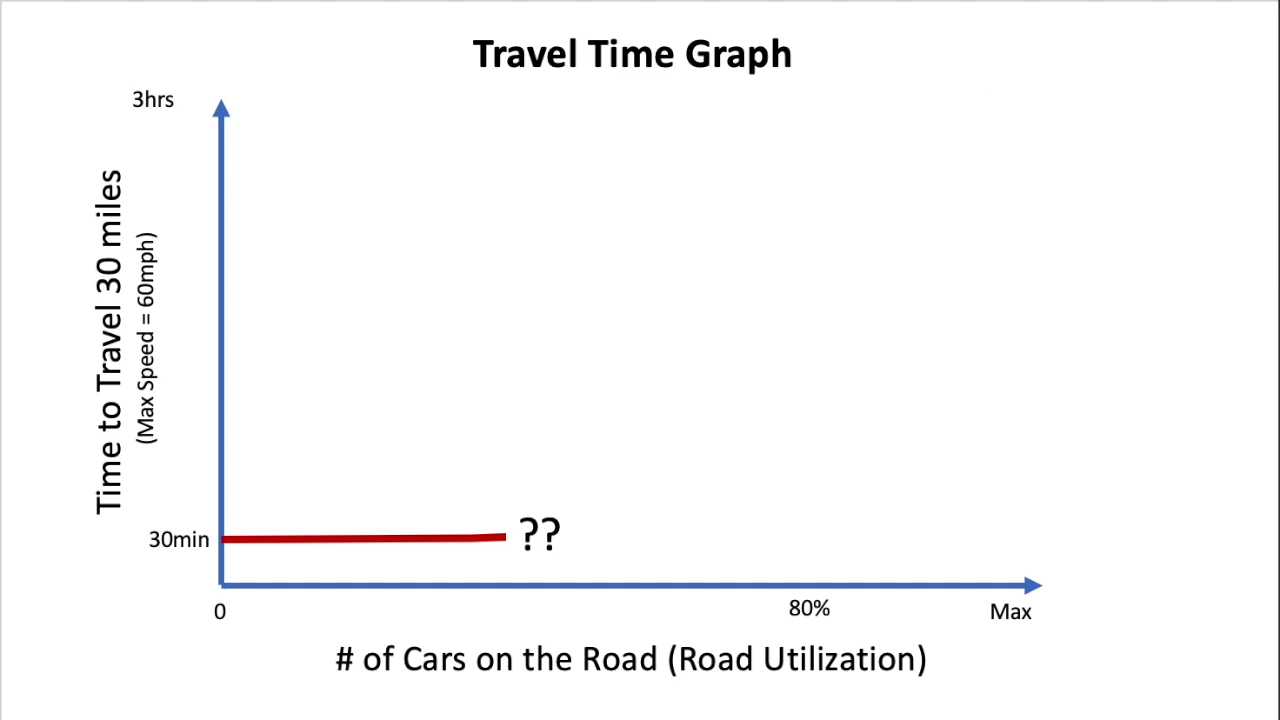 Travel Time Graph
3hrs
Time to Travel 30 miles
(Max Speed = 60mph)
30min
??
0
80%
Max
# of Cars on the Road (Road Utilization)